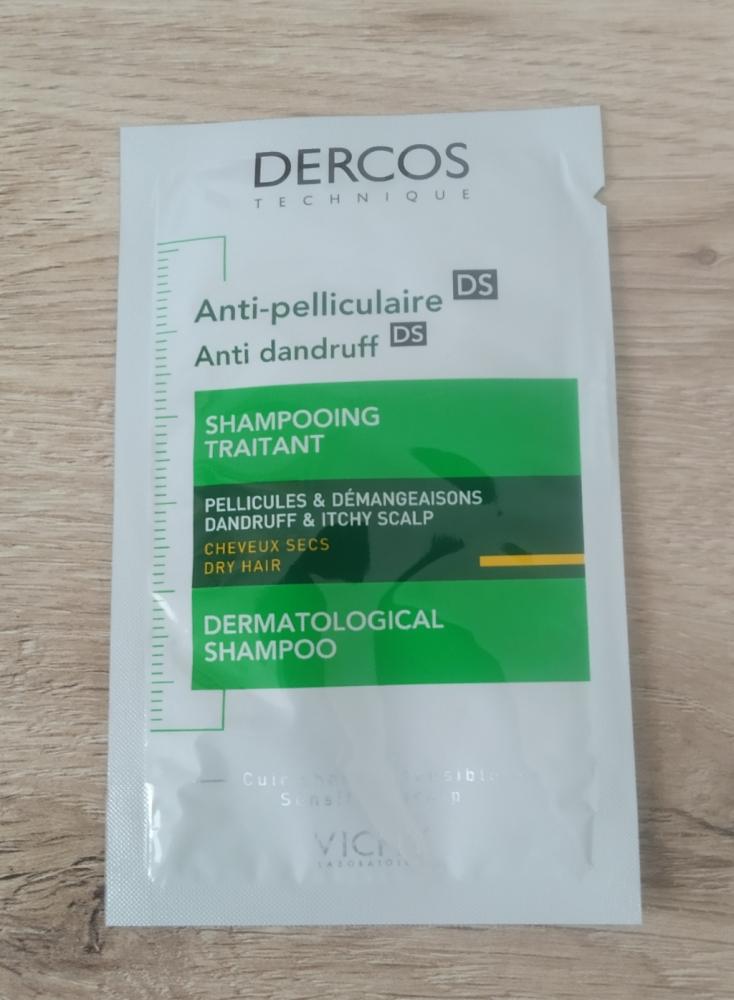 DERCOS
TECHNIQUE
Anti-pelliculaire DS
Anti dandruff DS
SHAMPOOING
TRAITANT
PELLICULES & DÉMANGEAISONS
DANDRUFF & ITCHY SCALP
CHEVEUX SECS
DRY HAIR
DERMATOLOGICAL
SHAMPOO
VICHY